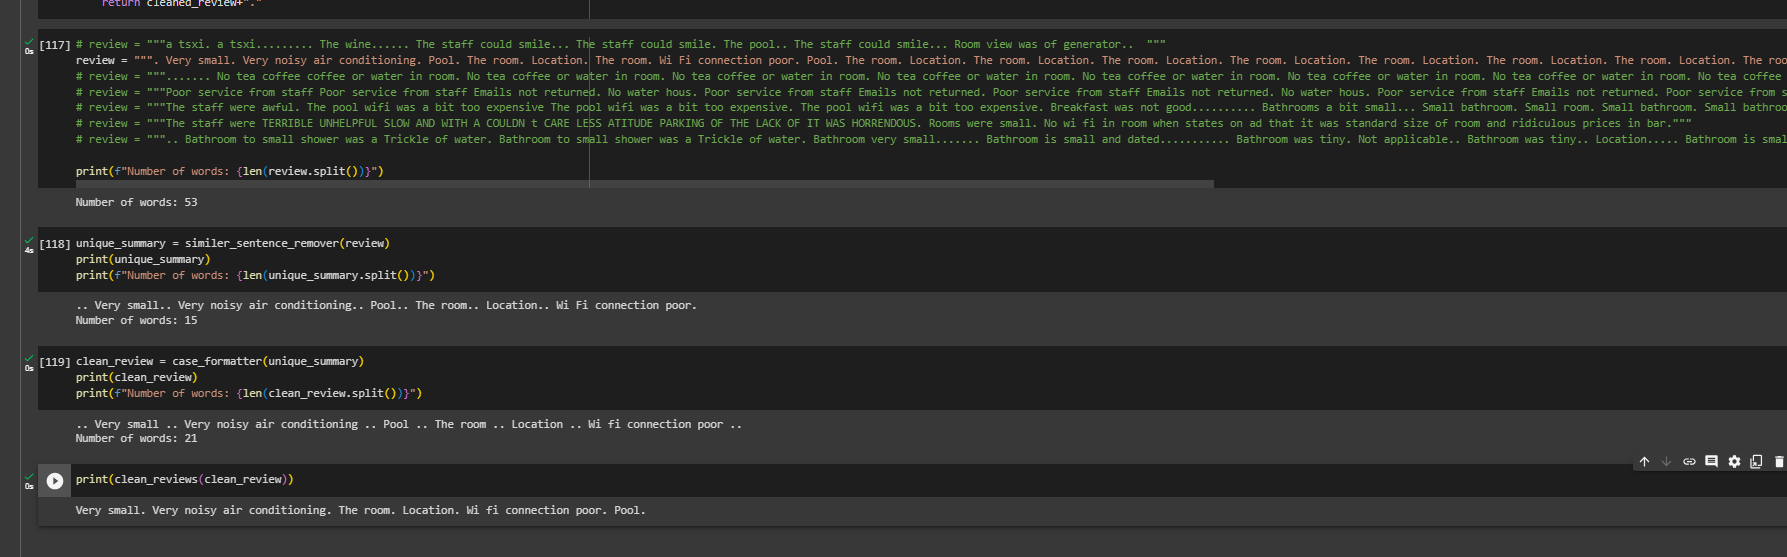 return cleaned_review+"."
[117] # review = """a tsxi. a tsxi......... The wine...... The staff could smile... The staff could smile. The pool.. The staff could smile... Room view was of generator..  """
review = """. Very small. Very noisy air conditioning. Pool. The room. Location. The room. Wi Fi connection poor. Pool. The room. Location. The room. Location. The room. Location. The room. Location. The room. Location. The room. Location. The room. Location. The roo
# review = """....... No tea coffee coffee or water in room. No tea coffee or water in room. No tea coffee or water in room. No tea coffee or water in room. No tea coffee or water in room. No tea coffee or water in room. No tea coffee or water in room. No tea coffee
# review = """Poor service from staff Poor service from staff Emails not returned. No water hous. Poor service from staff Emails not returned. Poor service from staff Emails not returned. No water hous. Poor service from staff Emails not returned. Poor service from s
# review = """The staff were awful. The pool wifi was a bit too expensive The pool wifi was a bit too expensive. The pool wifi was a bit too expensive. Breakfast was not good.......... Bathrooms a bit small... Small bathroom. Small room. Small bathroom. Small bathroo
# review = """The staff were TERRIBLE UNHELPFUL SLOW AND WITH A COULDN t CARE LESS ATITUDE PARKING OF THE LACK OF IT WAS HORRENDOUS. Rooms were small. No wi fi in room when states on ad that it was standard size of room and ridiculous prices in bar."""
# review = """.. Bathroom to small shower was a Trickle of water. Bathroom to small shower was a Trickle of water. Bathroom very small....... Bathroom is small and dated........... Bathroom was tiny. Not applicable.. Bathroom was tiny.. Location..... Bathroom is smal
0s
print(f"Number of words: {len(review.split())}")
Number of words: 53
[118] unique_summary = similer_sentence_remover(review)
4s
print(unique_summary)
print(f"Number of words: {len(unique_summary.split())}")
.. Very small.. Very noisy air conditioning.. Pool.. The room.. Location.. Wi Fi connection poor.
Number of words: 15
[119] clean_review = case_formatter(unique_summary)
0s
print(clean_review)
print(f"Number of words: {len(clean_review.split())}")
.. Very small .. Very noisy air conditioning .. Pool .. The room .. Location .. Wi fi connection poor ..
Number of words: 21
print(clean_reviews(clean_review))
0s
Very small. Very noisy air conditioning. The room. Location. Wi fi connection poor. Pool.